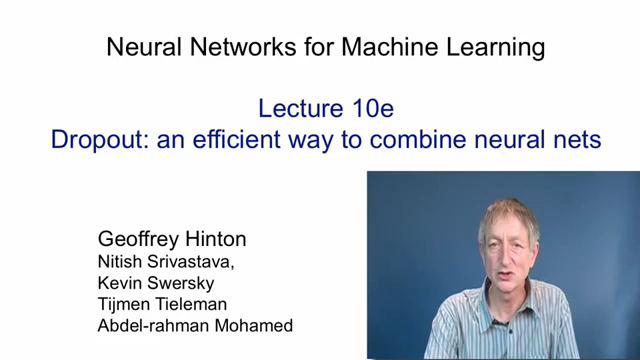 Neural Networks for Machine Learning
Lecture 10e
Dropout: an efficient way to combine neural nets
Geoffrey Hinton
Nitish Srivastava,
Kevin Swersky
Tijmen Tieleman
Abdel-rahman Mohamed